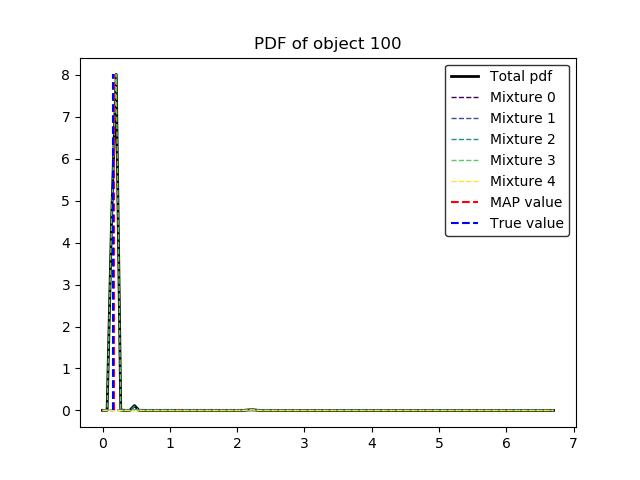 PDF of object 100
8
7
6
5
4
3
2
1
0
0 1 2 3 4 5 6 7
Total pdf
Mixture 0
Mixture 1
Mixture 2
Mixture 3
Mixture 4
MAP value
True value